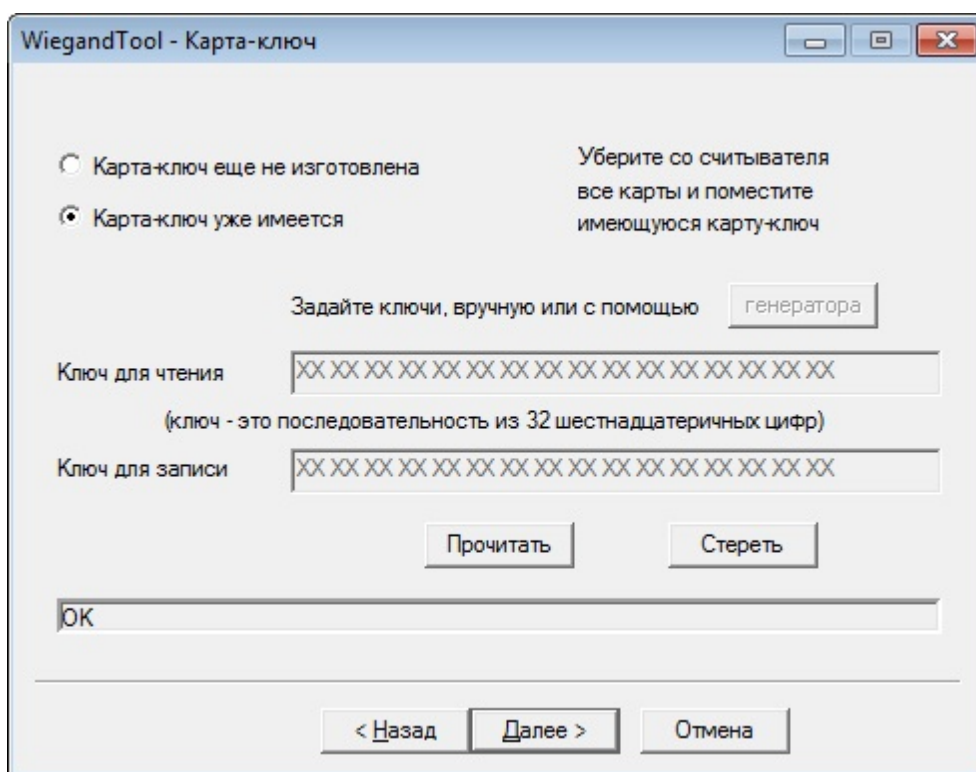 WiegandTool - Карта-ключ
Карта-ключ еще не изготовлена
Карта-ключ уже имеется
Уберите со считывателя
все карты и поместите
имеющуюся карту-ключ
Задайте ключи, вручную или с помощью генератора
Ключ для чтения XX XX XX XX XX XX XX XX XX XX XX XX XX XX XX XX
(ключ - это последовательность из 32 шестнадцатеричных цифр)
Ключ для записи XX XX XX XX XX XX XX XX XX XX XX XX XX XX XX XX
Прочитать Стереть
OK
< Назад Далее > Отмена